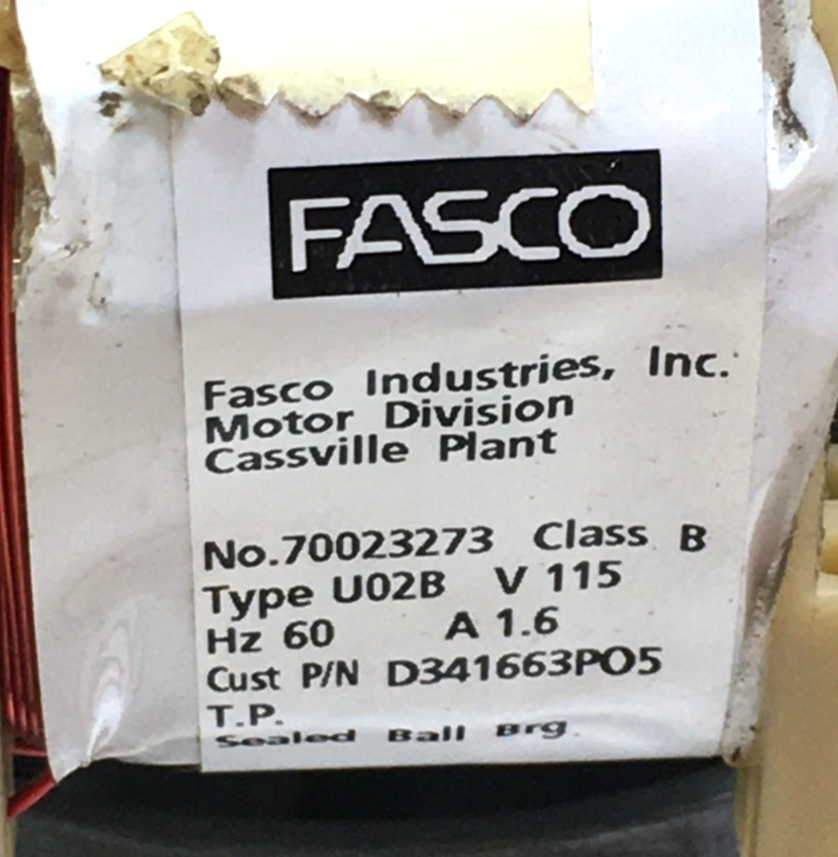 FASCO
Fasco Industries, Inc.
Motor Division
Cassville Plant
No.70023273 Class B
Type U02B V 115
Hz 60 A 1.6
Cust P/N D341663PO5
T.P.
Sealed Ball Brg.